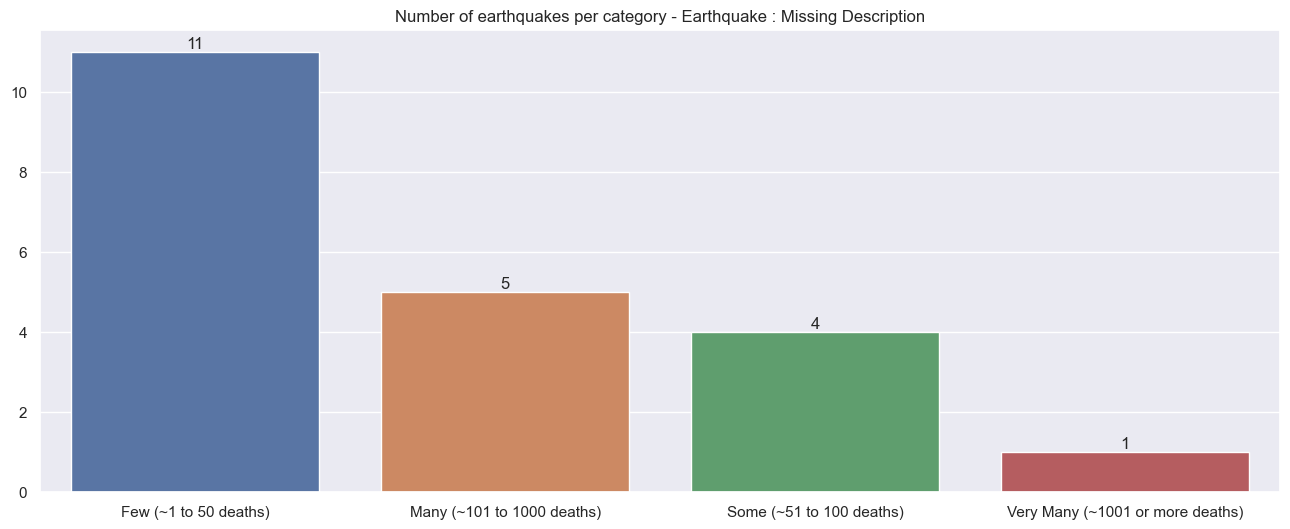 Number of earthquakes per category - Earthquake : Missing Description
11
10
8
6
5
4
4
2
1
0
Few (~1 to 50 deaths)
Many (~101 to 1000 deaths)
Some (~51 to 100 deaths)
Very Many (~1001 or more deaths)